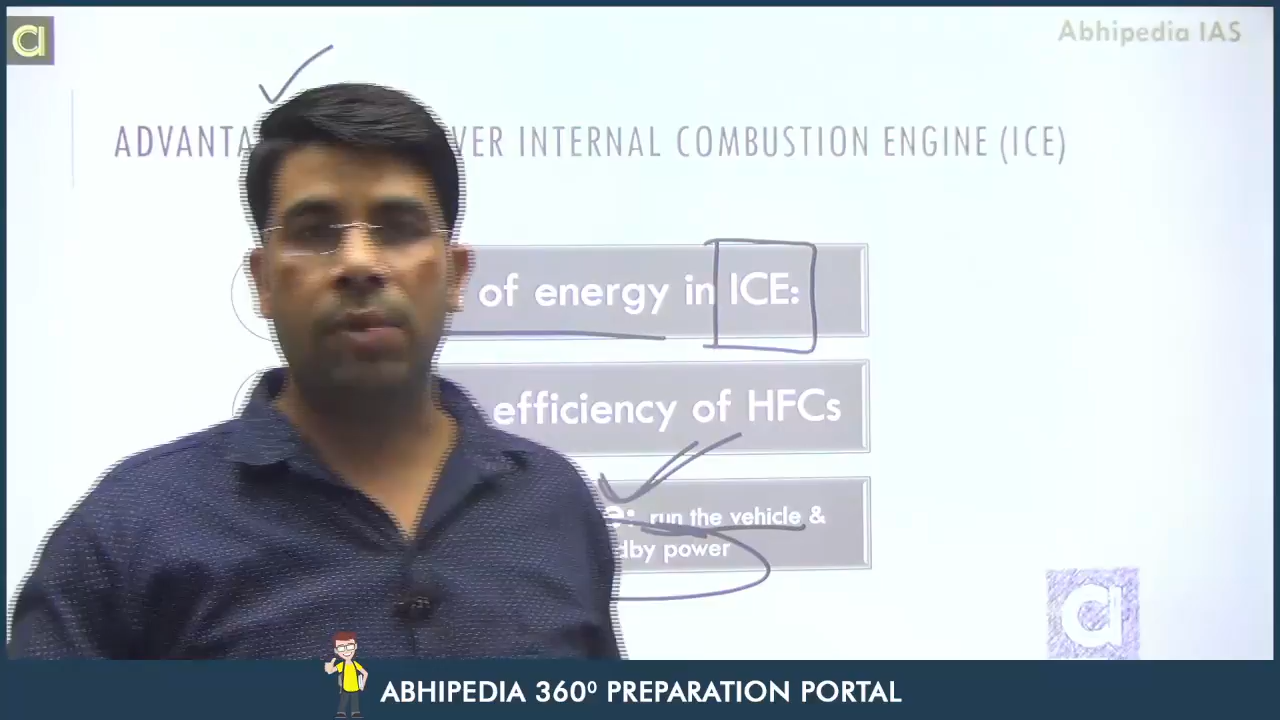 Abhipedia IAS
ADVANTA VER INTERNAL COMBUSTION ENGINE (ICE)
of energy in ICE:
efficiency of HFCs
e: run the vehicle &
dby power
ABHIPEDIA 360⁰ PREPARATION PORTAL